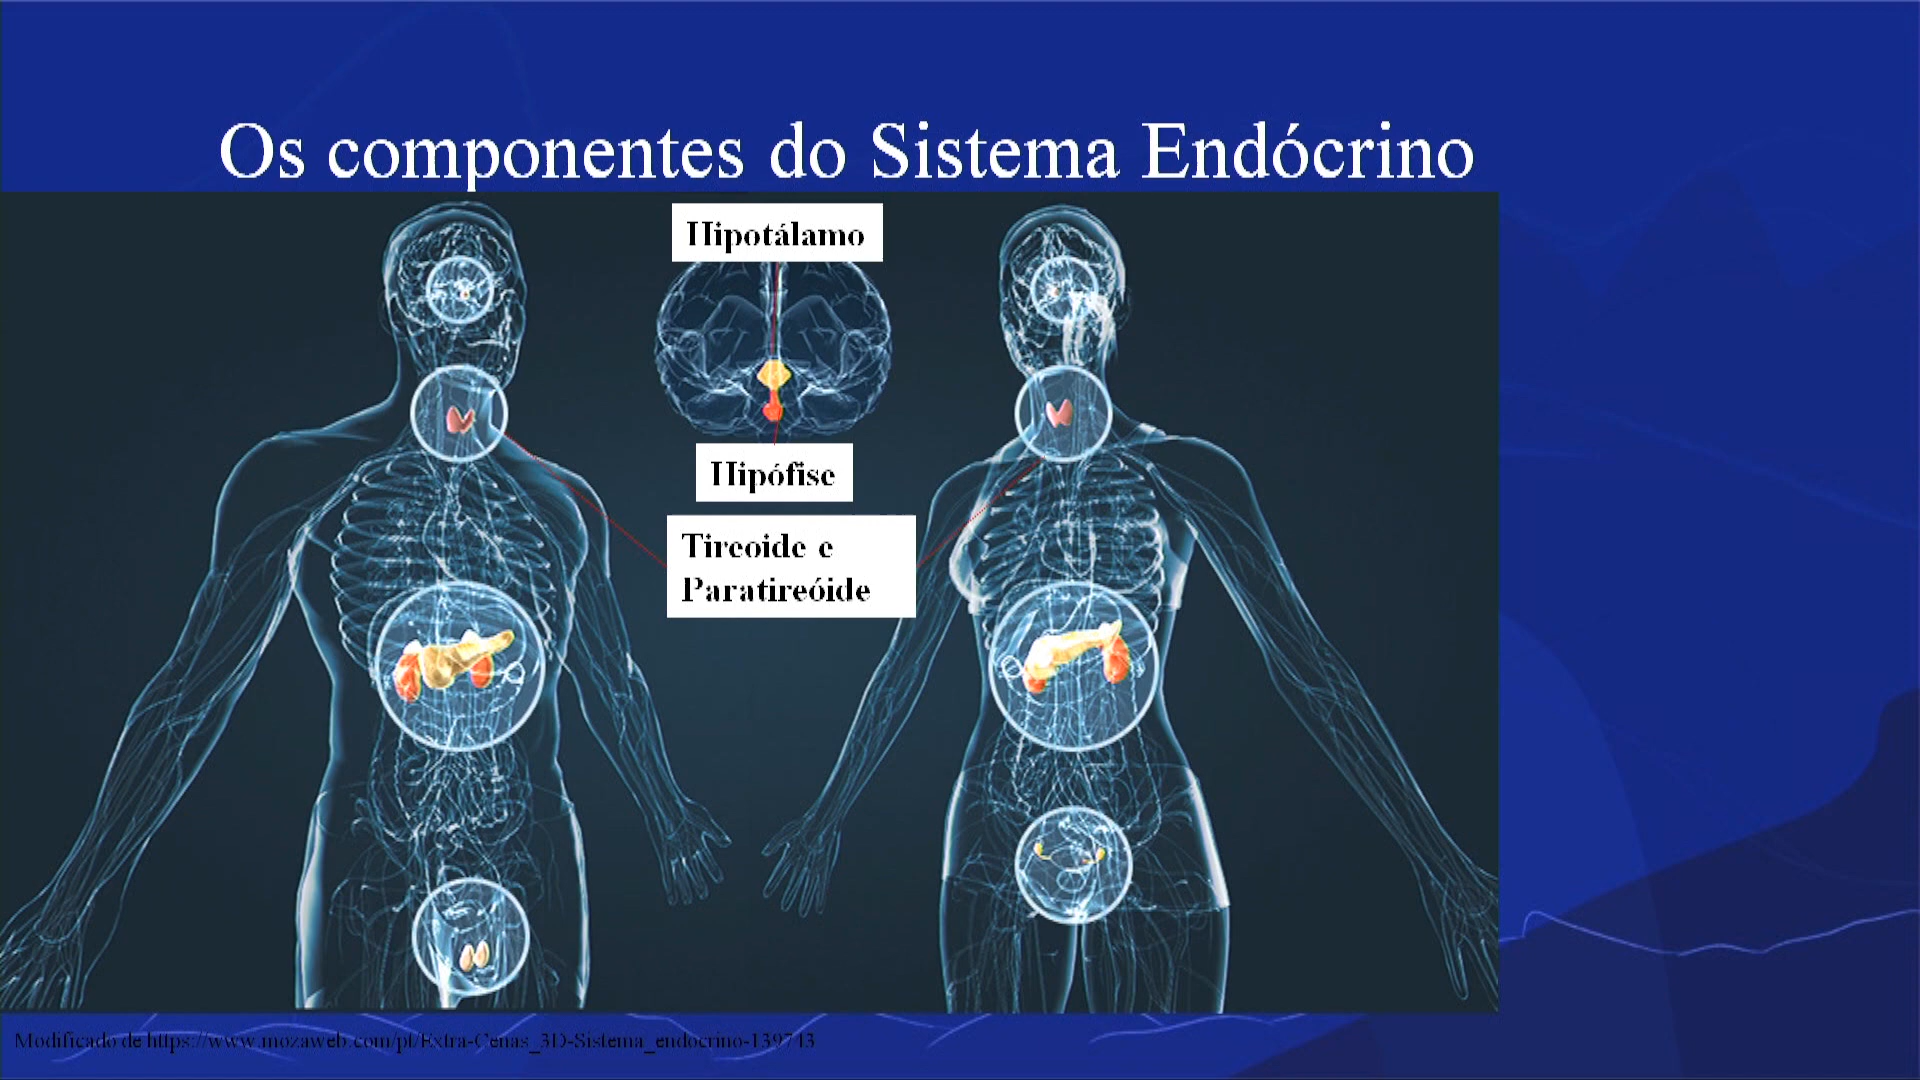 Os componentes do Sistema Endócrino
Hipotálamo
Hipófise
Tireoide e
Paratireóide
Modificado de https://www.mozaweb.com/pt/Extra-Cenas_3D-Sistema_endocrino-139743